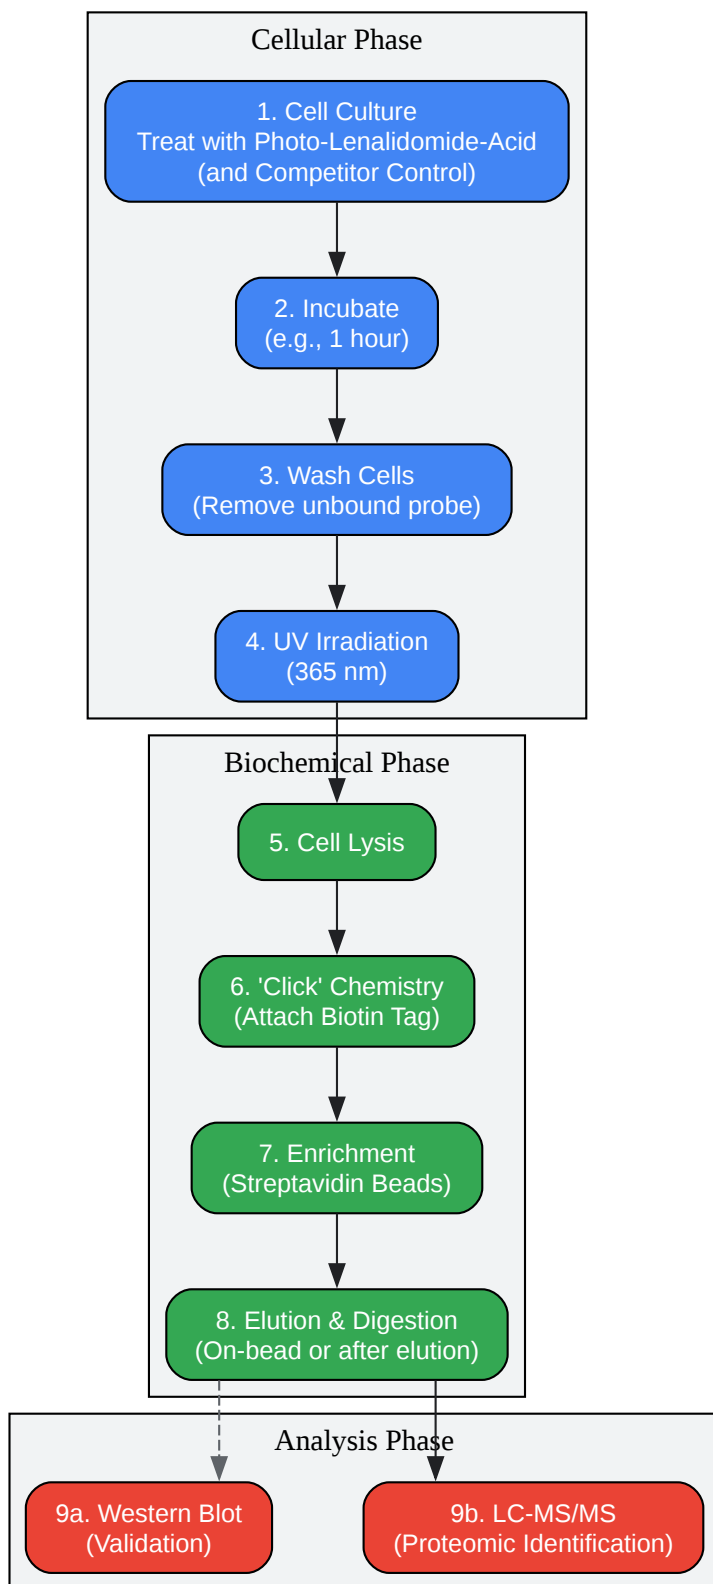 Cellular Phase
1. Cell Culture
Treat with Photo-Lenalidomide-Acid
(and Competitor Control)
2. Incubate
(e.g., 1 hour)
3. Wash Cells
(Remove unbound probe)
4. UV Irradiation
(365 nm)
Biochemical Phase
5. Cell Lysis
6. 'Click' Chemistry
(Attach Biotin Tag)
7. Enrichment
(Streptavidin Beads)
8. Elution & Digestion
(On-bead or after elution)
Analysis Phase
9a. Western Blot
(Validation)
9b. LC-MS/MS
(Proteomic Identification)